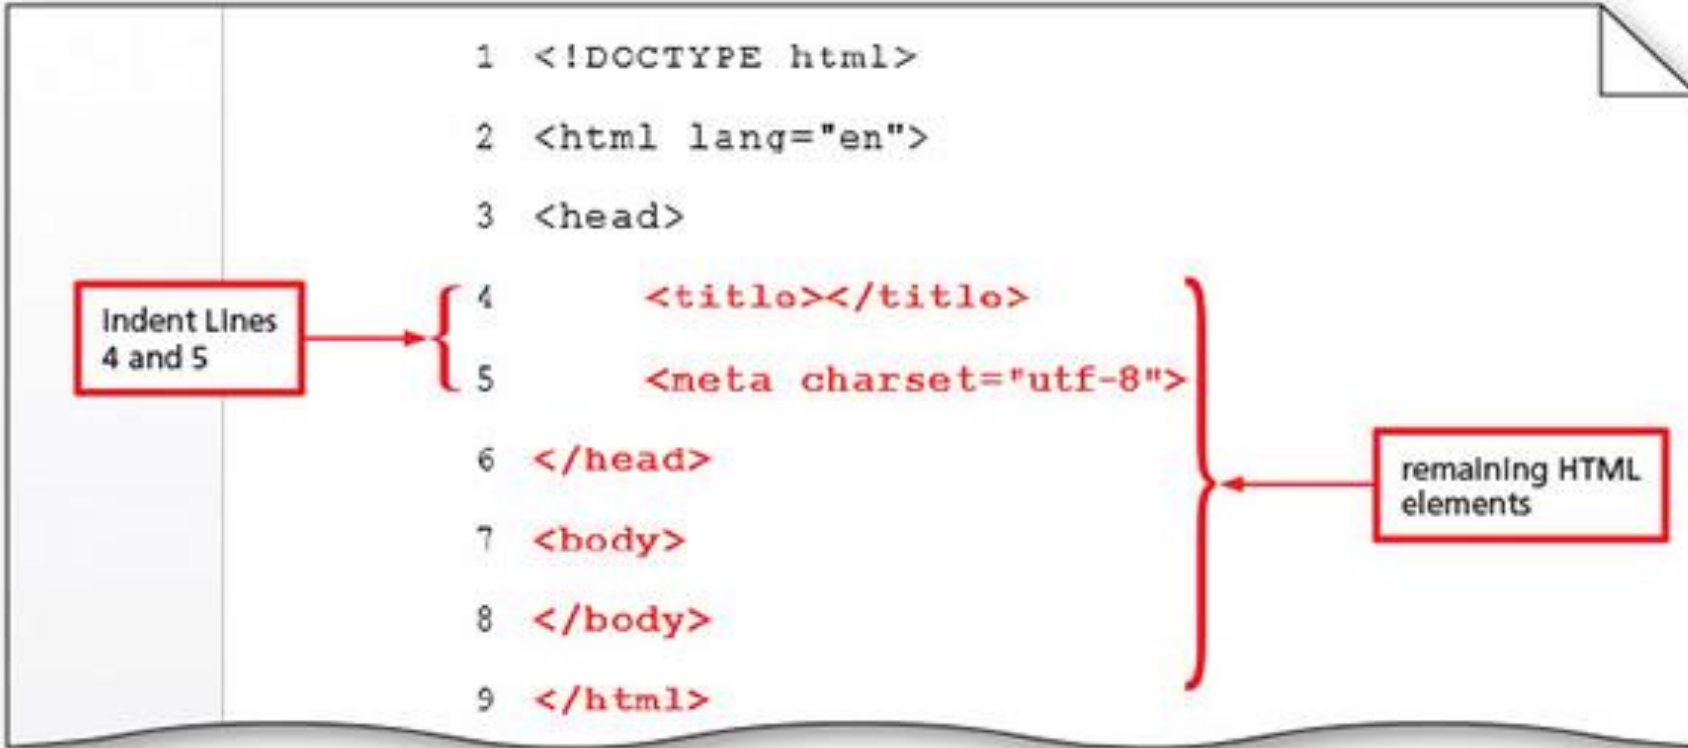 1 <!DOCTYPE html>
2 <html lang="en">
3 <head>
Indent Lines
4 and 5
4 <title></title>
5 <meta charset="utf-8">
6 </head>
remaining HTML
elements
7 <body>
8 </body>
9 </html>